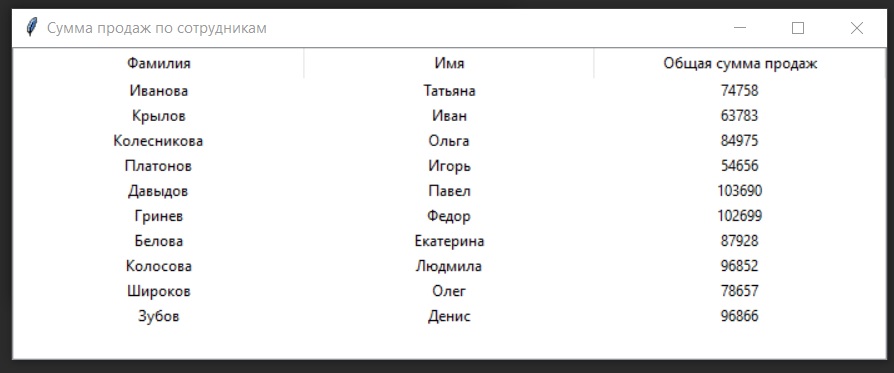 Сумма продаж по сотрудникам
Фамилия Имя Общая сумма продаж
Иванова Татьяна 74758
Крылов Иван 63783
Колесникова Ольга 84975
Платонов Игорь 54656
Давыдов Павел 103690
Гринев Федор 102699
Белова Екатерина 87928
Колосова Людмила 96852
Широков Олег 78657
Зубов Денис 96866